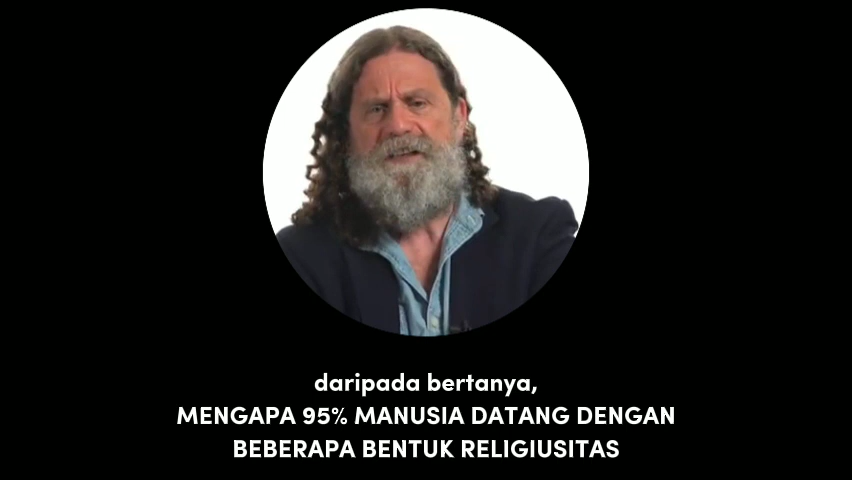 daripada bertanya,
MENGAPA 95% MANUSIA DATANG DENGAN
BEBERAPA BENTUK RELIGIUSITAS